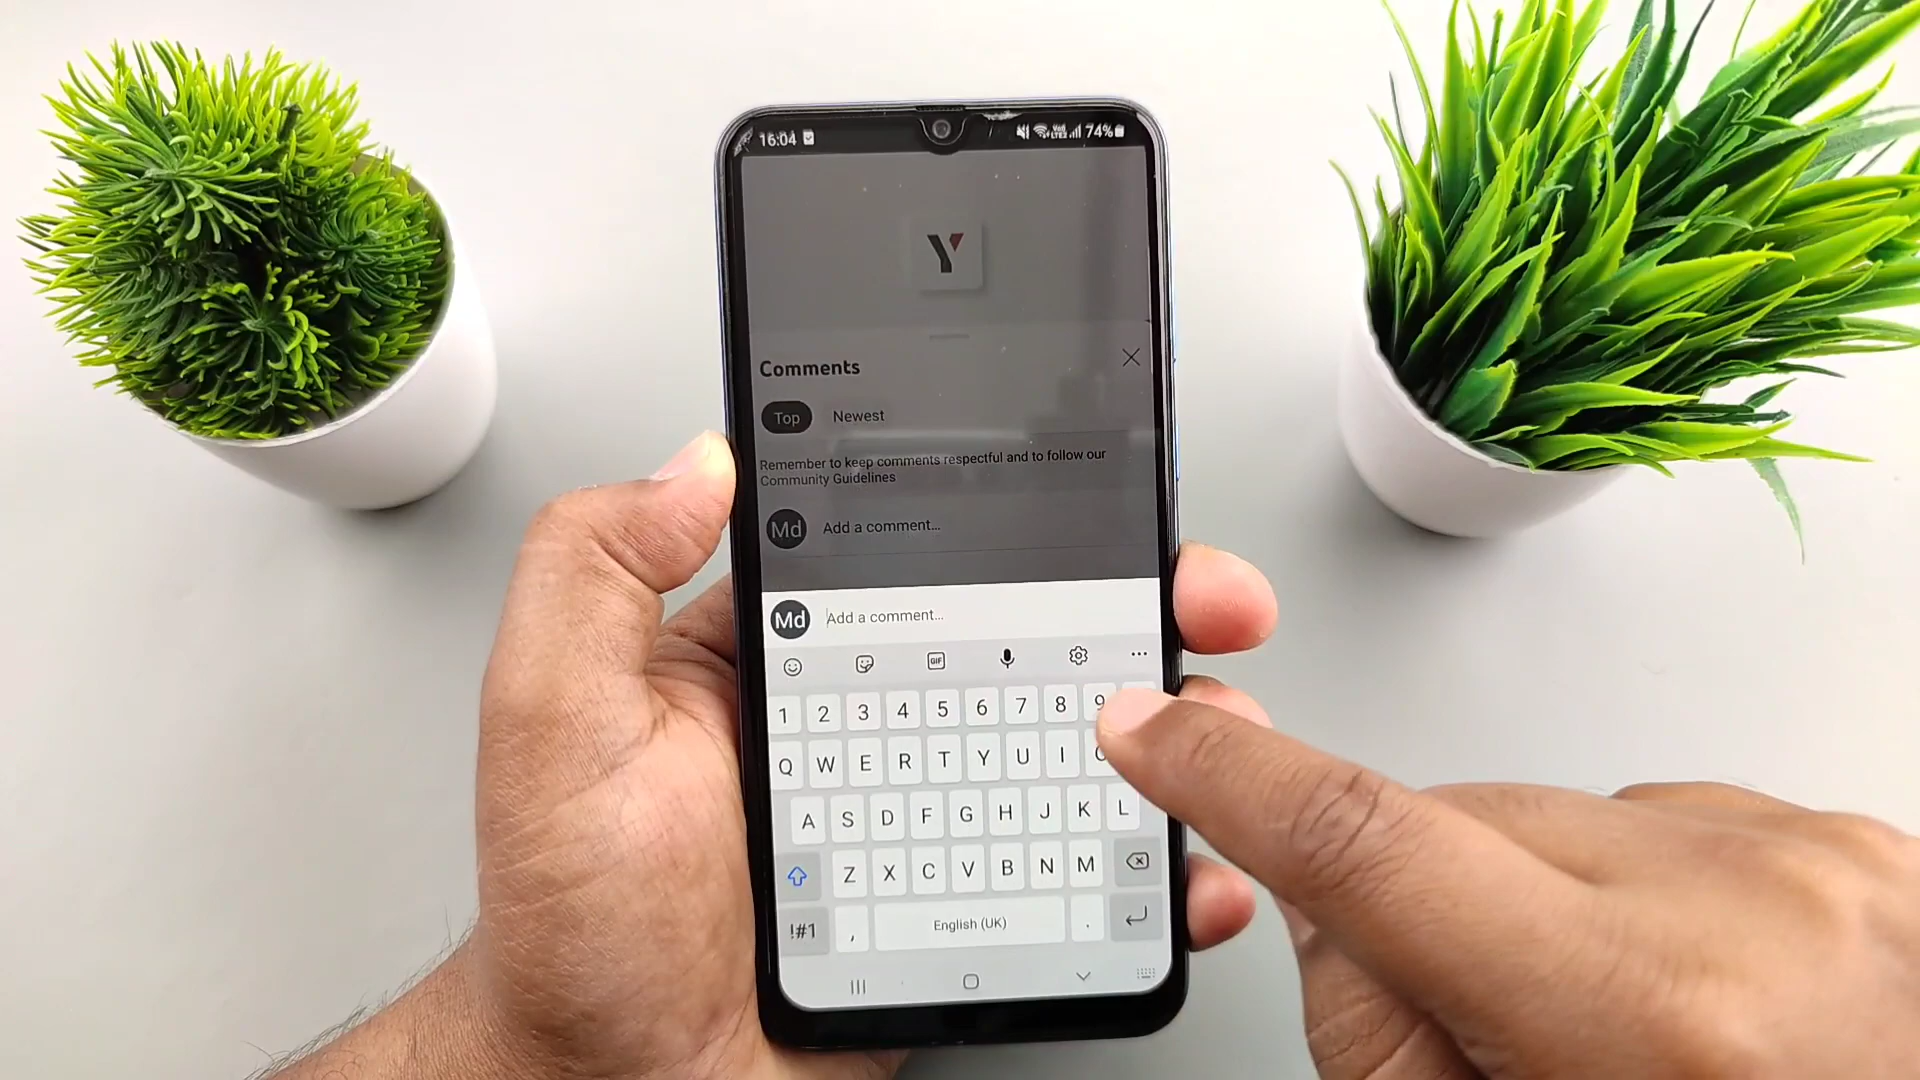 16:04 74%
Y
Comments
Top Newest
Remember to keep comments respectful and to follow our
Community Guidelines
Md Add a comment...
Md Add a comment...
GIF
1 2 3 4 5 6 7 8 9
Q W E R T Y U I
A S D F G H J K L
Z X C V B N M
!#1 , English (UK) .